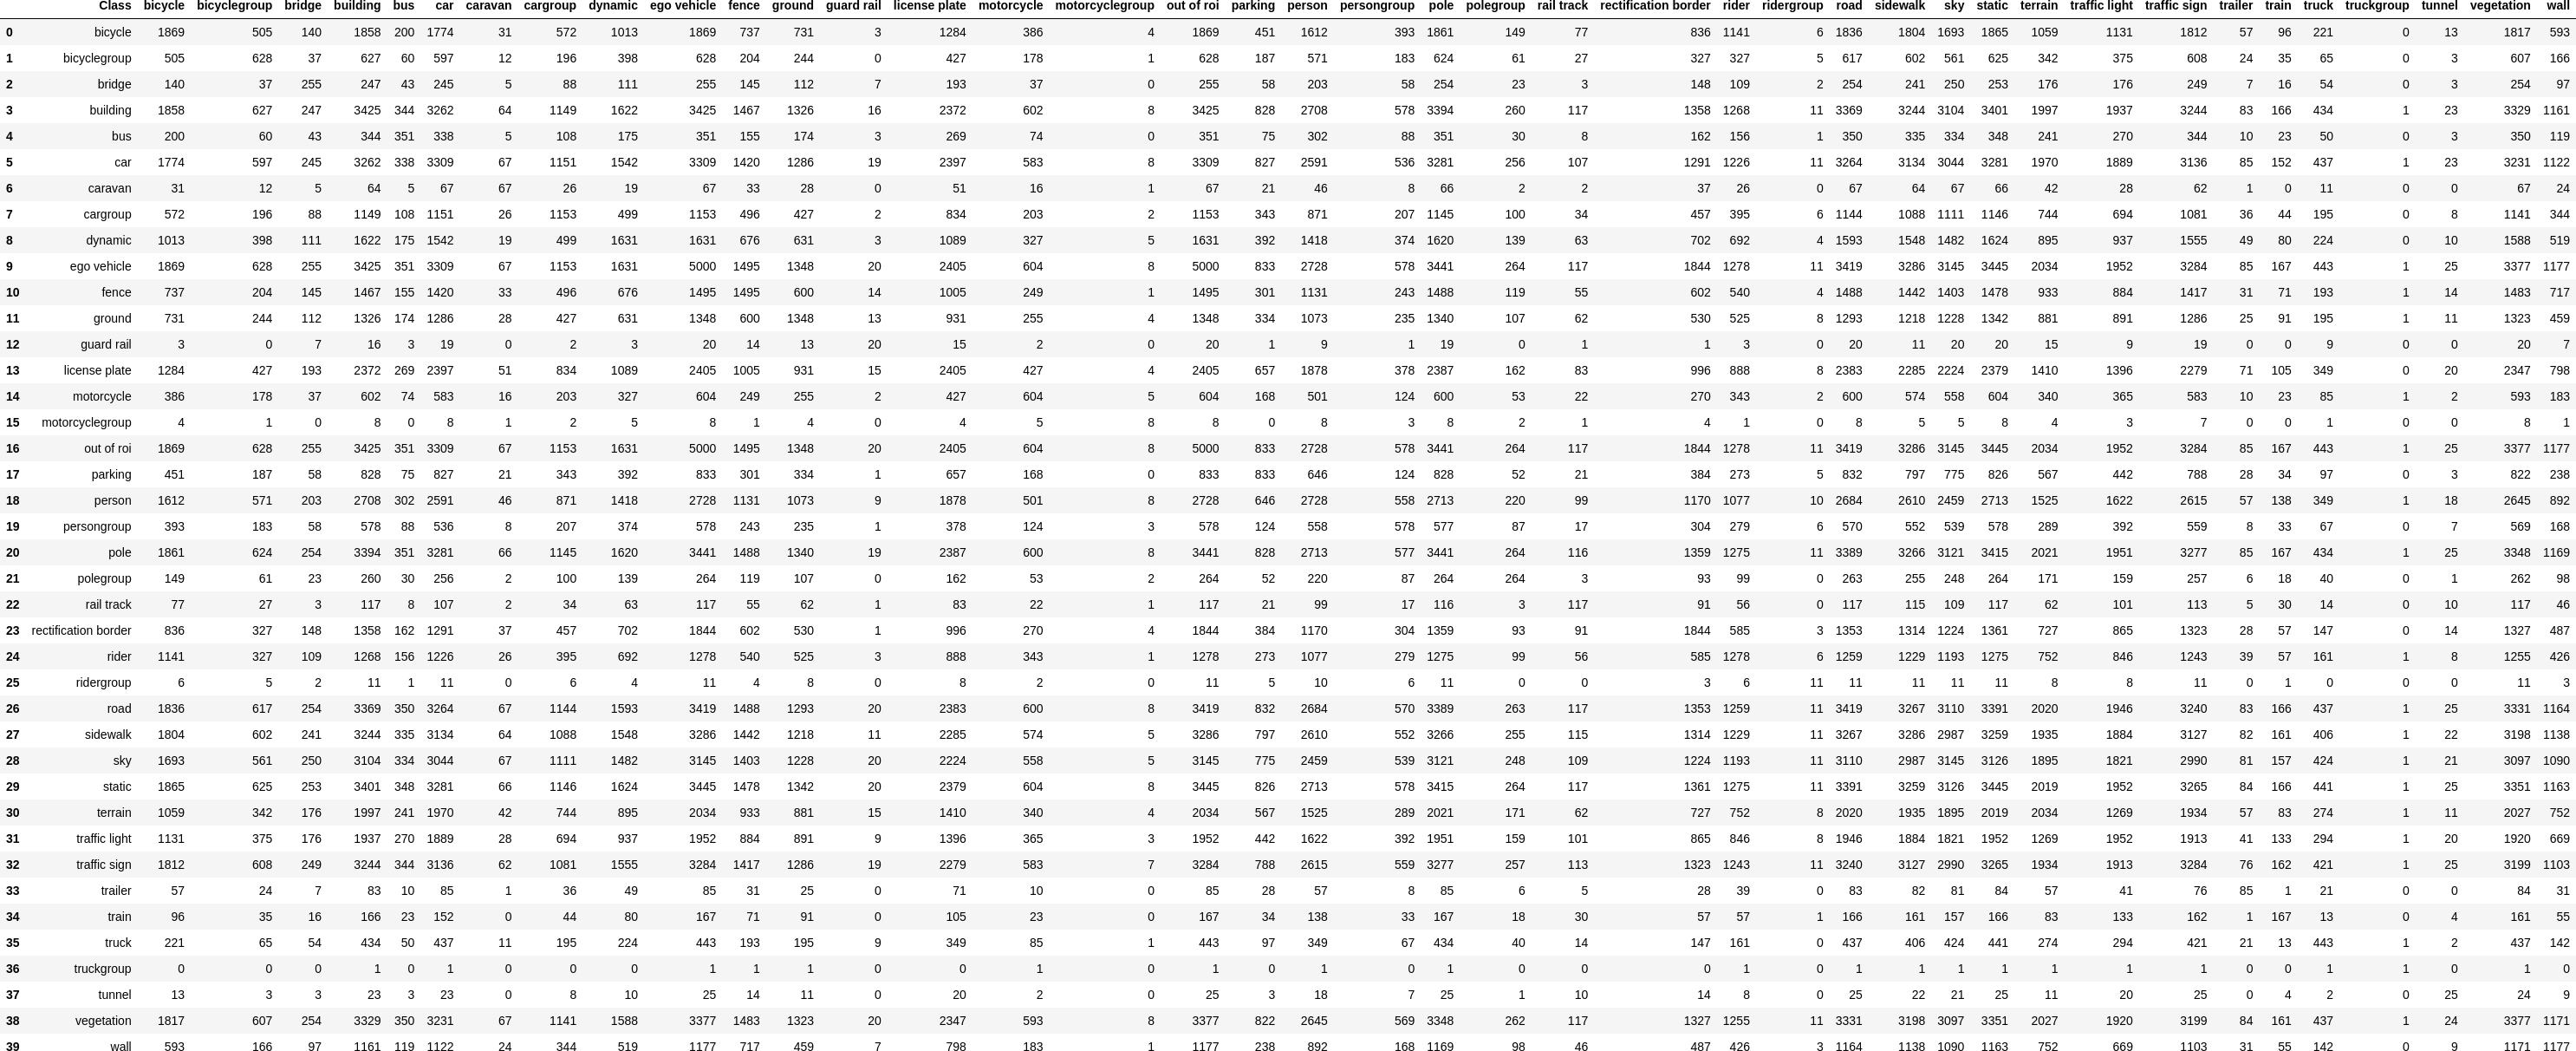 Class bicycle bicyclegroup bridge building bus car caravan cargroup dynamic ego vehicle fence ground guard rail license plate motorcycle motorcyclegroup out of roi parking person persongroup pole polegroup rail track rectification border rider ridergroup road sidewalk sky static terrain traffic light traffic sign trailer train truck truckgroup tunnel vegetation wall
0 bicycle 1869 505 140 1858 200 1774 31 572 1013 1869 737 731 3 1284 386 4 1869 451 1612 393 1861 149 77 836 1141 6 1836 1804 1693 1865 1059 1131 1812 57 96 221 0 13 1817 593
1 bicyclegroup 505 628 37 627 60 597 12 196 398 628 204 244 0 427 178 1 628 187 571 183 624 61 27 327 327 5 617 602 561 625 342 375 608 24 35 65 0 3 607 166
2 bridge 140 37 255 247 43 245 5 88 111 255 145 112 7 193 37 0 255 58 203 58 254 23 3 148 109 2 254 241 250 253 176 176 249 7 16 54 0 3 254 97
3 building 1858 627 247 3425 344 3262 64 1149 1622 3425 1467 1326 16 2372 602 8 3425 828 2708 578 3394 260 117 1358 1268 11 3369 3244 3104 3401 1997 1937 3244 83 166 434 1 23 3329 1161
4 bus 200 60 43 344 351 338 5 108 175 351 155 174 3 269 74 0 351 75 302 88 351 30 8 162 156 1 350 335 334 348 241 270 344 10 23 50 0 3 350 119
5 car 1774 597 245 3262 338 3309 67 1151 1542 3309 1420 1286 19 2397 583 8 3309 827 2591 536 3281 256 107 1291 1226 11 3264 3134 3044 3281 1970 1889 3136 85 152 437 1 23 3231 1122
6 caravan 31 12 5 64 5 67 67 26 19 67 33 28 0 51 16 1 67 21 46 8 66 2 2 37 26 0 67 64 67 66 42 28 62 1 0 11 0 0 67 24
7 cargroup 572 196 88 1149 108 1151 26 1153 499 1153 496 427 2 834 203 2 1153 343 871 207 1145 100 34 457 395 6 1144 1088 1111 1146 744 694 1081 36 44 195 0 8 1141 344
8 dynamic 1013 398 111 1622 175 1542 19 499 1631 1631 676 631 3 1089 327 5 1631 392 1418 374 1620 139 63 702 692 4 1593 1548 1482 1624 895 937 1555 49 80 224 0 10 1588 519
9 ego vehicle 1869 628 255 3425 351 3309 67 1153 1631 5000 1495 1348 20 2405 604 8 5000 833 2728 578 3441 264 117 1844 1278 11 3419 3286 3145 3445 2034 1952 3284 85 167 443 1 25 3377 1177
10 fence 737 204 145 1467 155 1420 33 496 676 1495 1495 600 14 1005 249 1 1495 301 1131 243 1488 119 55 602 540 4 1488 1442 1403 1478 933 884 1417 31 71 193 1 14 1483 717
11 ground 731 244 112 1326 174 1286 28 427 631 1348 600 1348 13 931 255 4 1348 334 1073 235 1340 107 62 530 525 8 1293 1218 1228 1342 881 891 1286 25 91 195 1 11 1323 459
12 guard rail 3 0 7 16 3 19 0 2 3 20 14 13 20 15 2 0 20 1 9 1 19 0 1 1 3 0 20 11 20 20 15 9 19 0 0 9 0 0 20 7
13 license plate 1284 427 193 2372 269 2397 51 834 1089 2405 1005 931 15 2405 427 4 2405 657 1878 378 2387 162 83 996 888 8 2383 2285 2224 2379 1410 1396 2279 71 105 349 0 20 2347 798
14 motorcycle 386 178 37 602 74 583 16 203 327 604 249 255 2 427 604 5 604 168 501 124 600 53 22 270 343 2 600 574 558 604 340 365 583 10 23 85 1 2 593 183
15 motorcyclegroup 4 1 0 8 0 8 1 2 5 8 1 4 0 4 5 8 8 0 8 3 8 2 1 4 1 0 8 5 5 8 4 3 7 0 0 1 0 0 8 1
16 out of roi 1869 628 255 3425 351 3309 67 1153 1631 5000 1495 1348 20 2405 604 8 5000 833 2728 578 3441 264 117 1844 1278 11 3419 3286 3145 3445 2034 1952 3284 85 167 443 1 25 3377 1177
17 parking 451 187 58 828 75 827 21 343 392 833 301 334 1 657 168 0 833 833 646 124 828 52 21 384 273 5 832 797 775 826 567 442 788 28 34 97 0 3 822 238
18 person 1612 571 203 2708 302 2591 46 871 1418 2728 1131 1073 9 1878 501 8 2728 646 2728 558 2713 220 99 1170 1077 10 2684 2610 2459 2713 1525 1622 2615 57 138 349 1 18 2645 892
19 persongroup 393 183 58 578 88 536 8 207 374 578 243 235 1 378 124 3 578 124 558 578 577 87 17 304 279 6 570 552 539 578 289 392 559 8 33 67 0 7 569 168
20 pole 1861 624 254 3394 351 3281 66 1145 1620 3441 1488 1340 19 2387 600 8 3441 828 2713 577 3441 264 116 1359 1275 11 3389 3266 3121 3415 2021 1951 3277 85 167 434 1 25 3348 1169
21 polegroup 149 61 23 260 30 256 2 100 139 264 119 107 0 162 53 2 264 52 220 87 264 264 3 93 99 0 263 255 248 264 171 159 257 6 18 40 0 1 262 98
22 rail track 77 27 3 117 8 107 2 34 63 117 55 62 1 83 22 1 117 21 99 17 116 3 117 91 56 0 117 115 109 117 62 101 113 5 30 14 0 10 117 46
23 rectification border 836 327 148 1358 162 1291 37 457 702 1844 602 530 1 996 270 4 1844 384 1170 304 1359 93 91 1844 585 3 1353 1314 1224 1361 727 865 1323 28 57 147 0 14 1327 487
24 rider 1141 327 109 1268 156 1226 26 395 692 1278 540 525 3 888 343 1 1278 273 1077 279 1275 99 56 585 1278 6 1259 1229 1193 1275 752 846 1243 39 57 161 1 8 1255 426
25 ridergroup 6 5 2 11 1 11 0 6 4 11 4 8 0 8 2 0 11 5 10 6 11 0 0 3 6 11 11 11 11 11 8 8 11 0 1 0 0 0 11 3
26 road 1836 617 254 3369 350 3264 67 1144 1593 3419 1488 1293 20 2383 600 8 3419 832 2684 570 3389 263 117 1353 1259 11 3419 3267 3110 3391 2020 1946 3240 83 166 437 1 25 3331 1164
27 sidewalk 1804 602 241 3244 335 3134 64 1088 1548 3286 1442 1218 11 2285 574 5 3286 797 2610 552 3266 255 115 1314 1229 11 3267 3286 2987 3259 1935 1884 3127 82 161 406 1 22 3198 1138
28 sky 1693 561 250 3104 334 3044 67 1111 1482 3145 1403 1228 20 2224 558 5 3145 775 2459 539 3121 248 109 1224 1193 11 3110 2987 3145 3126 1895 1821 2990 81 157 424 1 21 3097 1090
29 static 1865 625 253 3401 348 3281 66 1146 1624 3445 1478 1342 20 2379 604 8 3445 826 2713 578 3415 264 117 1361 1275 11 3391 3259 3126 3445 2019 1952 3265 84 166 441 1 25 3351 1163
30 terrain 1059 342 176 1997 241 1970 42 744 895 2034 933 881 15 1410 340 4 2034 567 1525 289 2021 171 62 727 752 8 2020 1935 1895 2019 2034 1269 1934 57 83 274 1 11 2027 752
31 traffic light 1131 375 176 1937 270 1889 28 694 937 1952 884 891 9 1396 365 3 1952 442 1622 392 1951 159 101 865 846 8 1946 1884 1821 1952 1269 1952 1913 41 133 294 1 20 1920 669
32 traffic sign 1812 608 249 3244 344 3136 62 1081 1555 3284 1417 1286 19 2279 583 7 3284 788 2615 559 3277 257 113 1323 1243 11 3240 3127 2990 3265 1934 1913 3284 76 162 421 1 25 3199 1103
33 trailer 57 24 7 83 10 85 1 36 49 85 31 25 0 71 10 0 85 28 57 8 85 6 5 28 39 0 83 82 81 84 57 41 76 85 1 21 0 0 84 31
34 train 96 35 16 166 23 152 0 44 80 167 71 91 0 105 23 0 167 34 138 33 167 18 30 57 57 1 166 161 157 166 83 133 162 1 167 13 0 4 161 55
35 truck 221 65 54 434 50 437 11 195 224 443 193 195 9 349 85 1 443 97 349 67 434 40 14 147 161 0 437 406 424 441 274 294 421 21 13 443 1 2 437 142
36 truckgroup 0 0 0 1 0 1 0 0 0 1 1 1 0 0 1 0 1 0 1 0 1 0 0 0 1 0 1 1 1 1 1 1 1 0 0 1 1 0 1 0
37 tunnel 13 3 3 23 3 23 0 8 10 25 14 11 0 20 2 0 25 3 18 7 25 1 10 14 8 0 25 22 21 25 11 20 25 0 4 2 0 25 24 9
38 vegetation 1817 607 254 3329 350 3231 67 1141 1588 3377 1483 1323 20 2347 593 8 3377 822 2645 569 3348 262 117 1327 1255 11 3331 3198 3097 3351 2027 1920 3199 84 161 437 1 24 3377 1171
39 wall 593 166 97 1161 119 1122 24 344 519 1177 717 459 7 798 183 1 1177 238 892 168 1169 98 46 487 426 3 1164 1138 1090 1163 752 669 1103 31 55 142 0 9 1171 1177